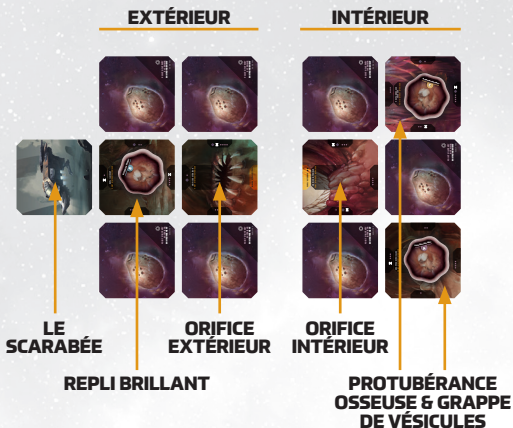 EXTÉRIEUR
INTÉRIEUR
LE
SCARABÉE
ORIFICE
EXTÉRIEUR
ORIFICE
INTÉRIEUR
REPLI BRILLANT
PROTUBÉRANCE
OSSEUSE & GRAPPE
DE VÉSICULES